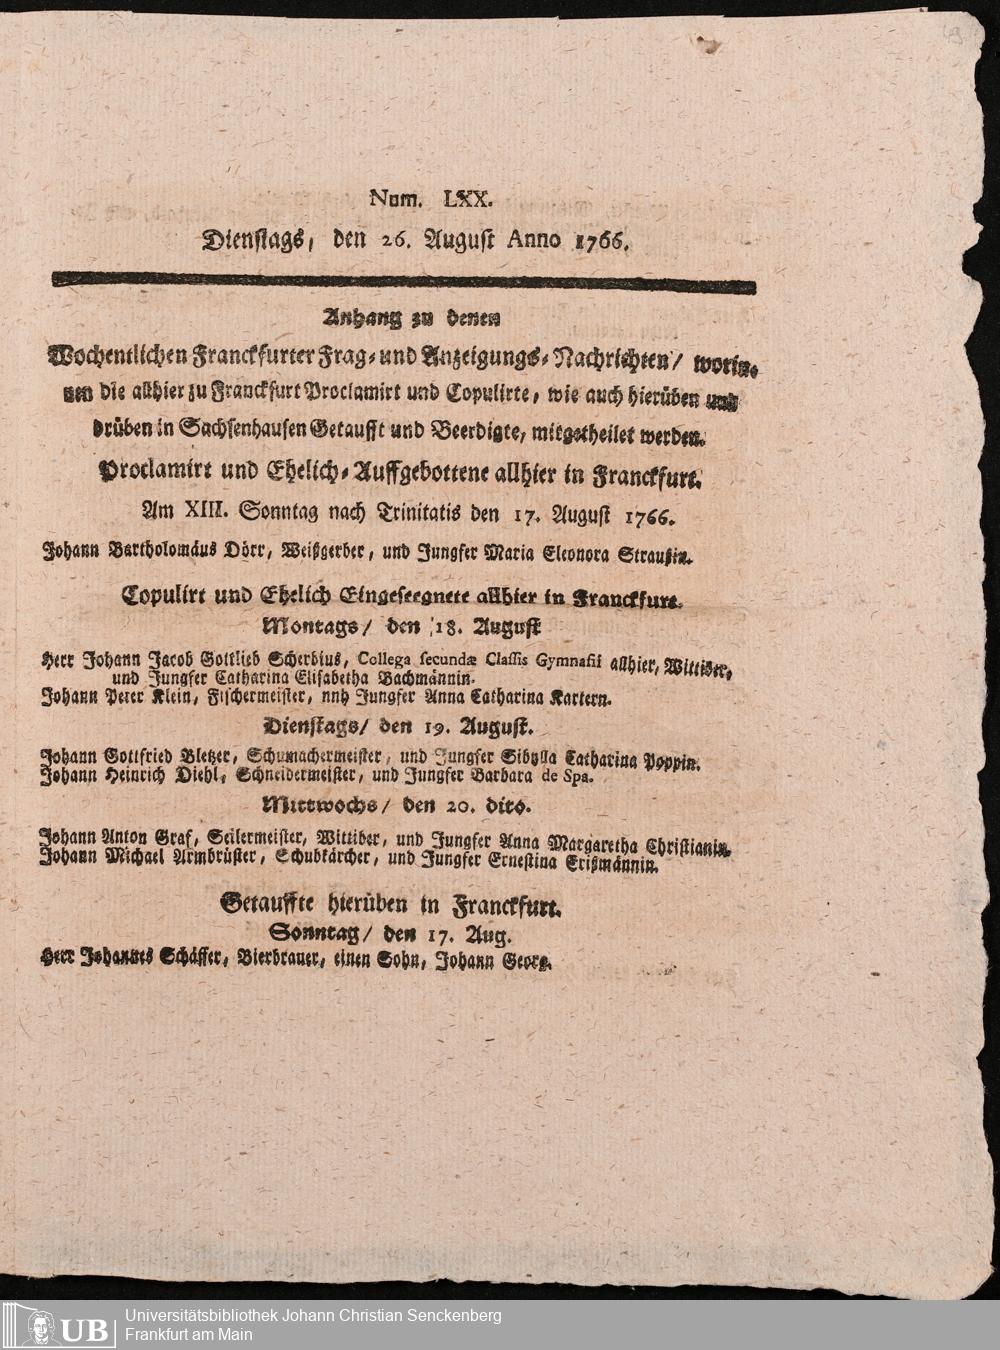 Num. LXX.
Dienstags, den 26. August Anno 1766.
Anhang zu denen
Wochentlichen Franckfurter Frag- und Anzeigungs-Nachrichten/ worin-
nen die allhier zu Franckfurt Proclamirt und Copulirte, wie auch hierüben und
drüben in Sachsenhausen Getaufft und Beerdigte, mitgetheilet werden.
Proclamirt und Ehelich-Auffgebottene allhier in Franckfurt.
Am XIII. Sonntag nach Trinitatis den 17. August 1766.
Johann Bartholomäus Dörr, Weißgerber, und Jungfer Maria Eleonora Straußin.
Copulirt und Ehelich Eingeseegnete allhier in Franckfurt.
Montags/ den 18. August
Herr Johann Jacob Gottlieb Scherbius, Collega secundæ Classis Gymnasii allhier, Wittiber,
und Jungfer Catharina Elisabetha Bachmännin.
Johann Peter Klein, Fischermeister, nnh Jungfer Anna Catharina Kartern.
Dienstags/ den 19. August.
Johann Gottfried Bletzer, Schumachermeister, und Jungfer Sibylla Catharina Poppin.
Johann Heinrich Diehl, Schneidermeister, und Jungfer Barbara de Spa.
Mittwochs/ den 20. dito.
Johann Anton Graf, Seilermeister, Wittiber, und Jungfer Anna Margaretha Christianin.
Johann Michael Armbrüster, Schubkärcher, und Jungfer Ernestina Erißmännin.
Getauffte hierüben in Franckfurt.
Sonntag/ den 17. Aug.
Herr Johannes Schäffer, Bierbrauer, einen Sohn, Johann Georg.
UB
Universitätsbibliothek Johann Christian Senckenberg
Frankfurt am Main